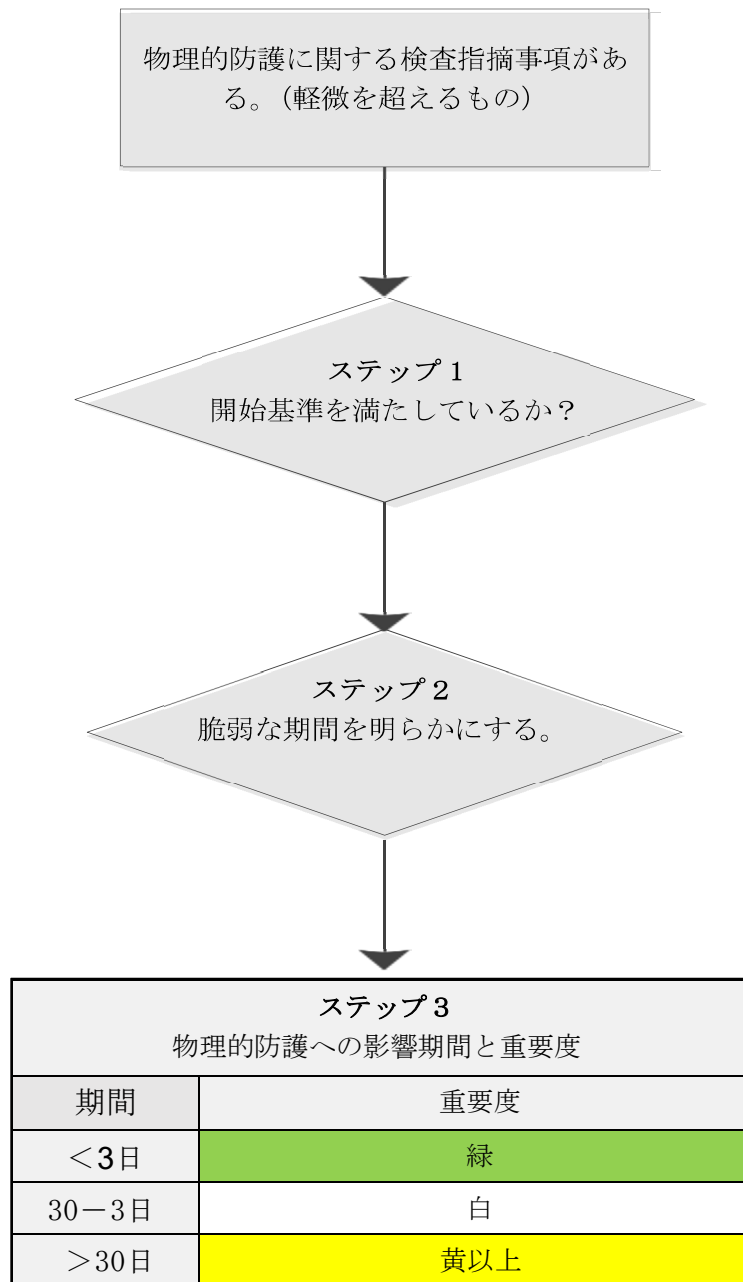 物理的防護に関する検査指摘事項があ
る。（軽微を超えるもの）
ステップ１
開始基準を満たしているか？
ステップ２
脆弱な期間を明らかにする。
ステップ３
物理的防護への影響期間と重要度
期間 重要度
＜3日 緑
30－3日 白
＞30日 黄以上